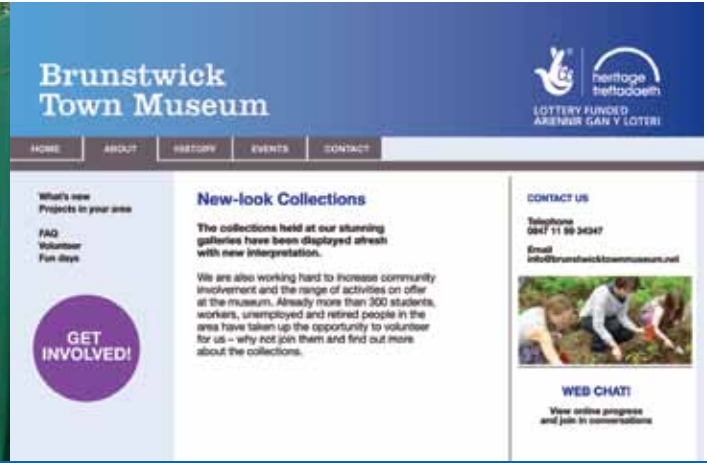 Brunstwick
Town Museum
heritage
treftadaeth
LOTTERY FUNDED
ARIENNIR GAN Y LOTERI
HOME ABOUT HISTORY EVENTS CONTACT
What's new
Projects in your area
FAQ
Volunteer
Fun days
GET
INVOLVED!
New-look Collections
The collections held at our stunning
galleries have been displayed afresh
with new interpretation.
We are also working hard to increase community
involvement and the range of activities on offer
at the museum. Already more than 300 students,
workers, unemployed and retired people in the
area have taken up the opportunity to volunteer
for us – why not join them and find out more
about the collections.
CONTACT US
Telephone
0847 11 99 34347
Email
info@brunstwicktownmuseum.net
WEB CHAT!
View online progress
and join in conversations